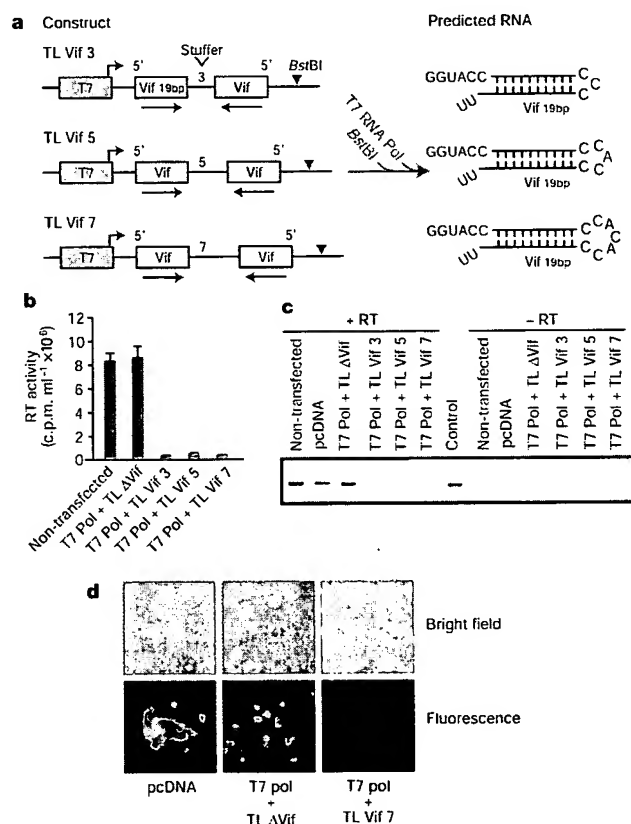 a
Construct
Predicted RNA
TL Vif 3
Stuffer
5'
3
5'
BstBI
T7
Vif 19bp
Vif
GGUACC
C
C
C
UU
Vif 19bp
TL Vif 5
5'
5
5'
T7
Vif
Vif
T7 RNA Pol
BstBI
GGUACC
C
C
A
C
C
UU
Vif 19bp
TL Vif 7
5'
7
5'
T7
Vif
Vif
GGUACC
C
C
A
C
A
C
C
UU
Vif 19bp
b
RT activity
(c.p.m. ml⁻¹ ×10⁶)
12
10
8
6
4
2
0
Non-transfected
T7 Pol + TL ΔVif
T7 Pol + TL Vif 3
T7 Pol + TL Vif 5
T7 Pol + TL Vif 7
c
+ RT
– RT
Non-transfected
pcDNA
T7 Pol + TL ΔVif
T7 Pol + TL Vif 3
T7 Pol + TL Vif 5
T7 Pol + TL Vif 7
Control
Non-transfected
pcDNA
T7 Pol + TL ΔVif
T7 Pol + TL Vif 3
T7 Pol + TL Vif 5
T7 Pol + TL Vif 7
d
Bright field
Fluorescence
pcDNA
T7 pol
+
TL ΔVif
T7 pol
+
TL Vif 7